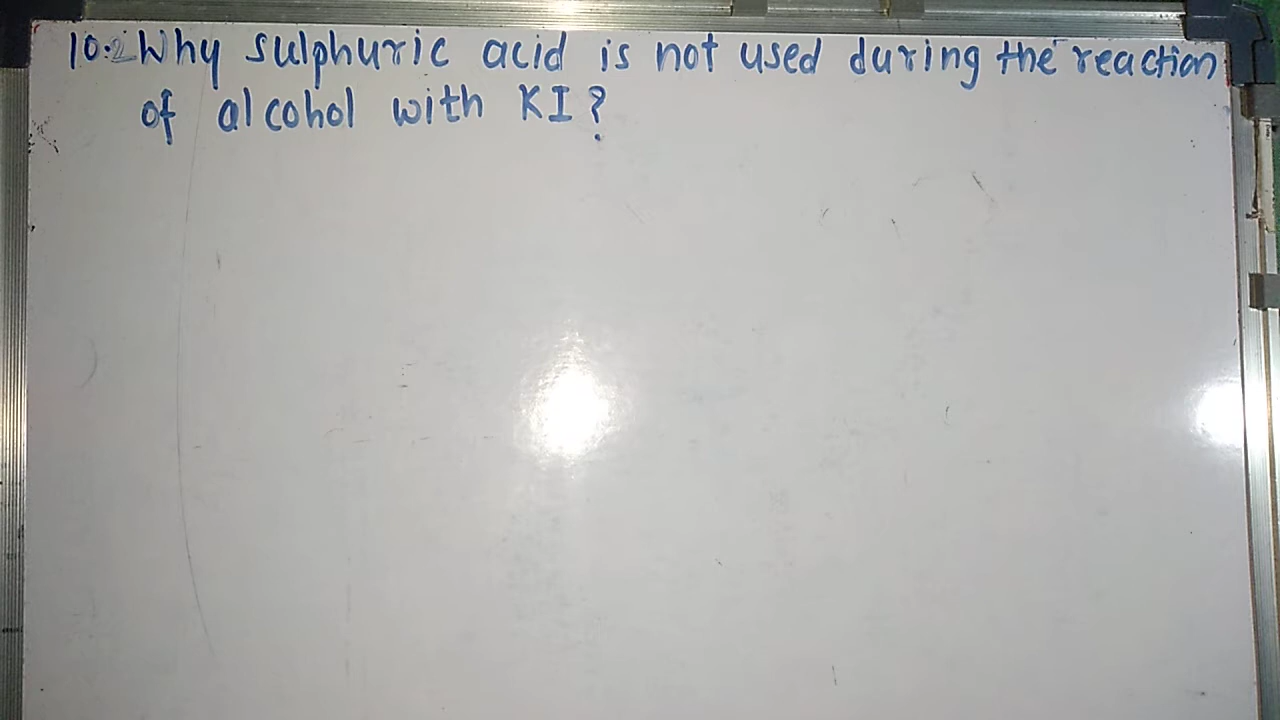 10.2 Why sulphuric acid is not used during the reaction
of alcohol with KI?